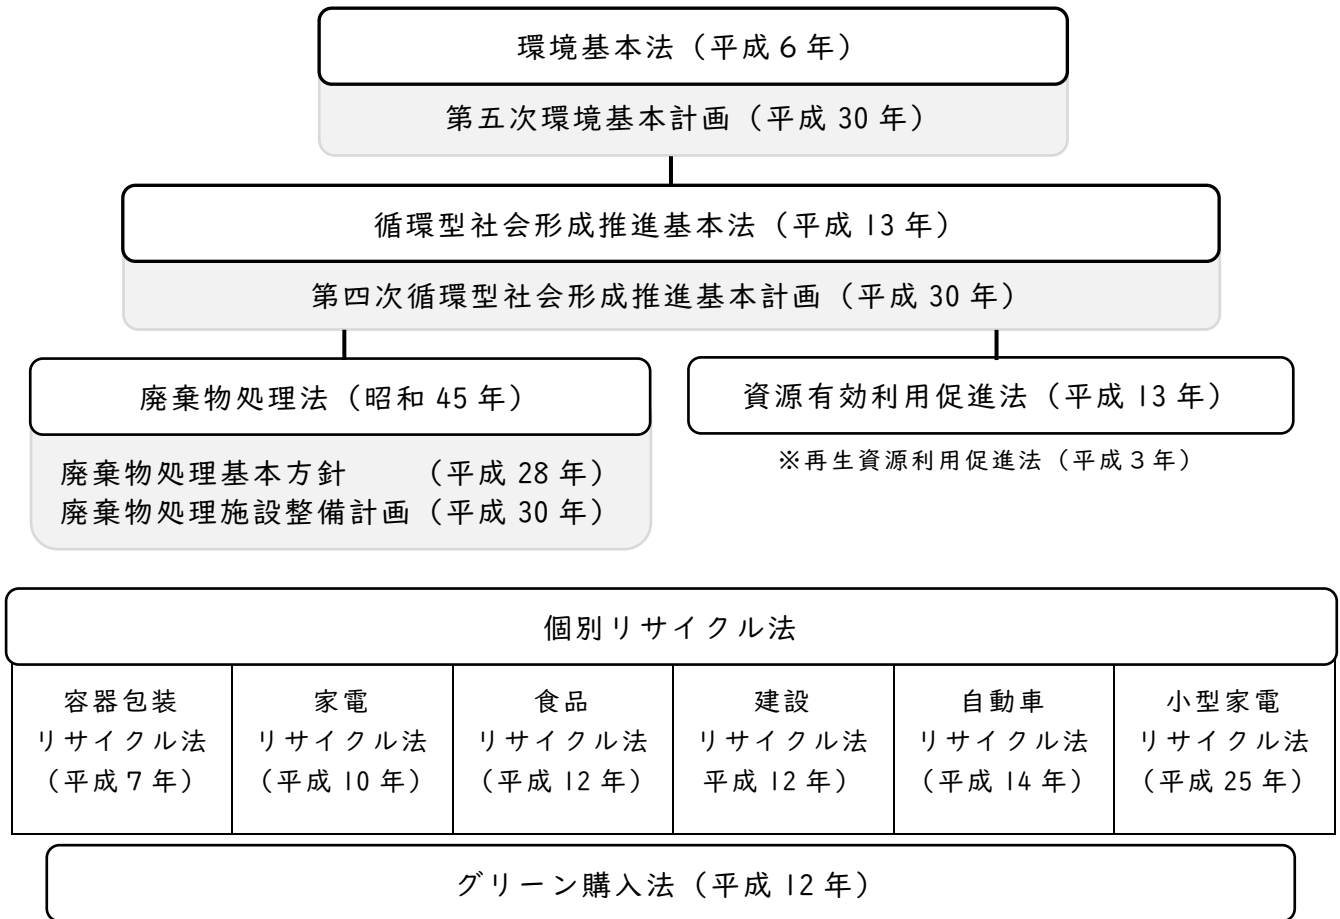 環境基本法（平成６年）
第五次環境基本計画（平成 30 年）
循環型社会形成推進基本法（平成 13 年）
第四次循環型社会形成推進基本計画（平成 30 年）
廃棄物処理法（昭和 45 年）
廃棄物処理基本方針　　（平成 28 年）
廃棄物処理施設整備計画（平成 30 年）
資源有効利用促進法（平成 13 年）
※再生資源利用促進法（平成３年）
個別リサイクル法
容器包装
リサイクル法
（平成７年）
家電
リサイクル法
（平成 10 年）
食品
リサイクル法
（平成 12 年）
建設
リサイクル法
平成 12 年）
自動車
リサイクル法
（平成 14 年）
小型家電
リサイクル法
（平成 25 年）
グリーン購入法（平成 12 年）